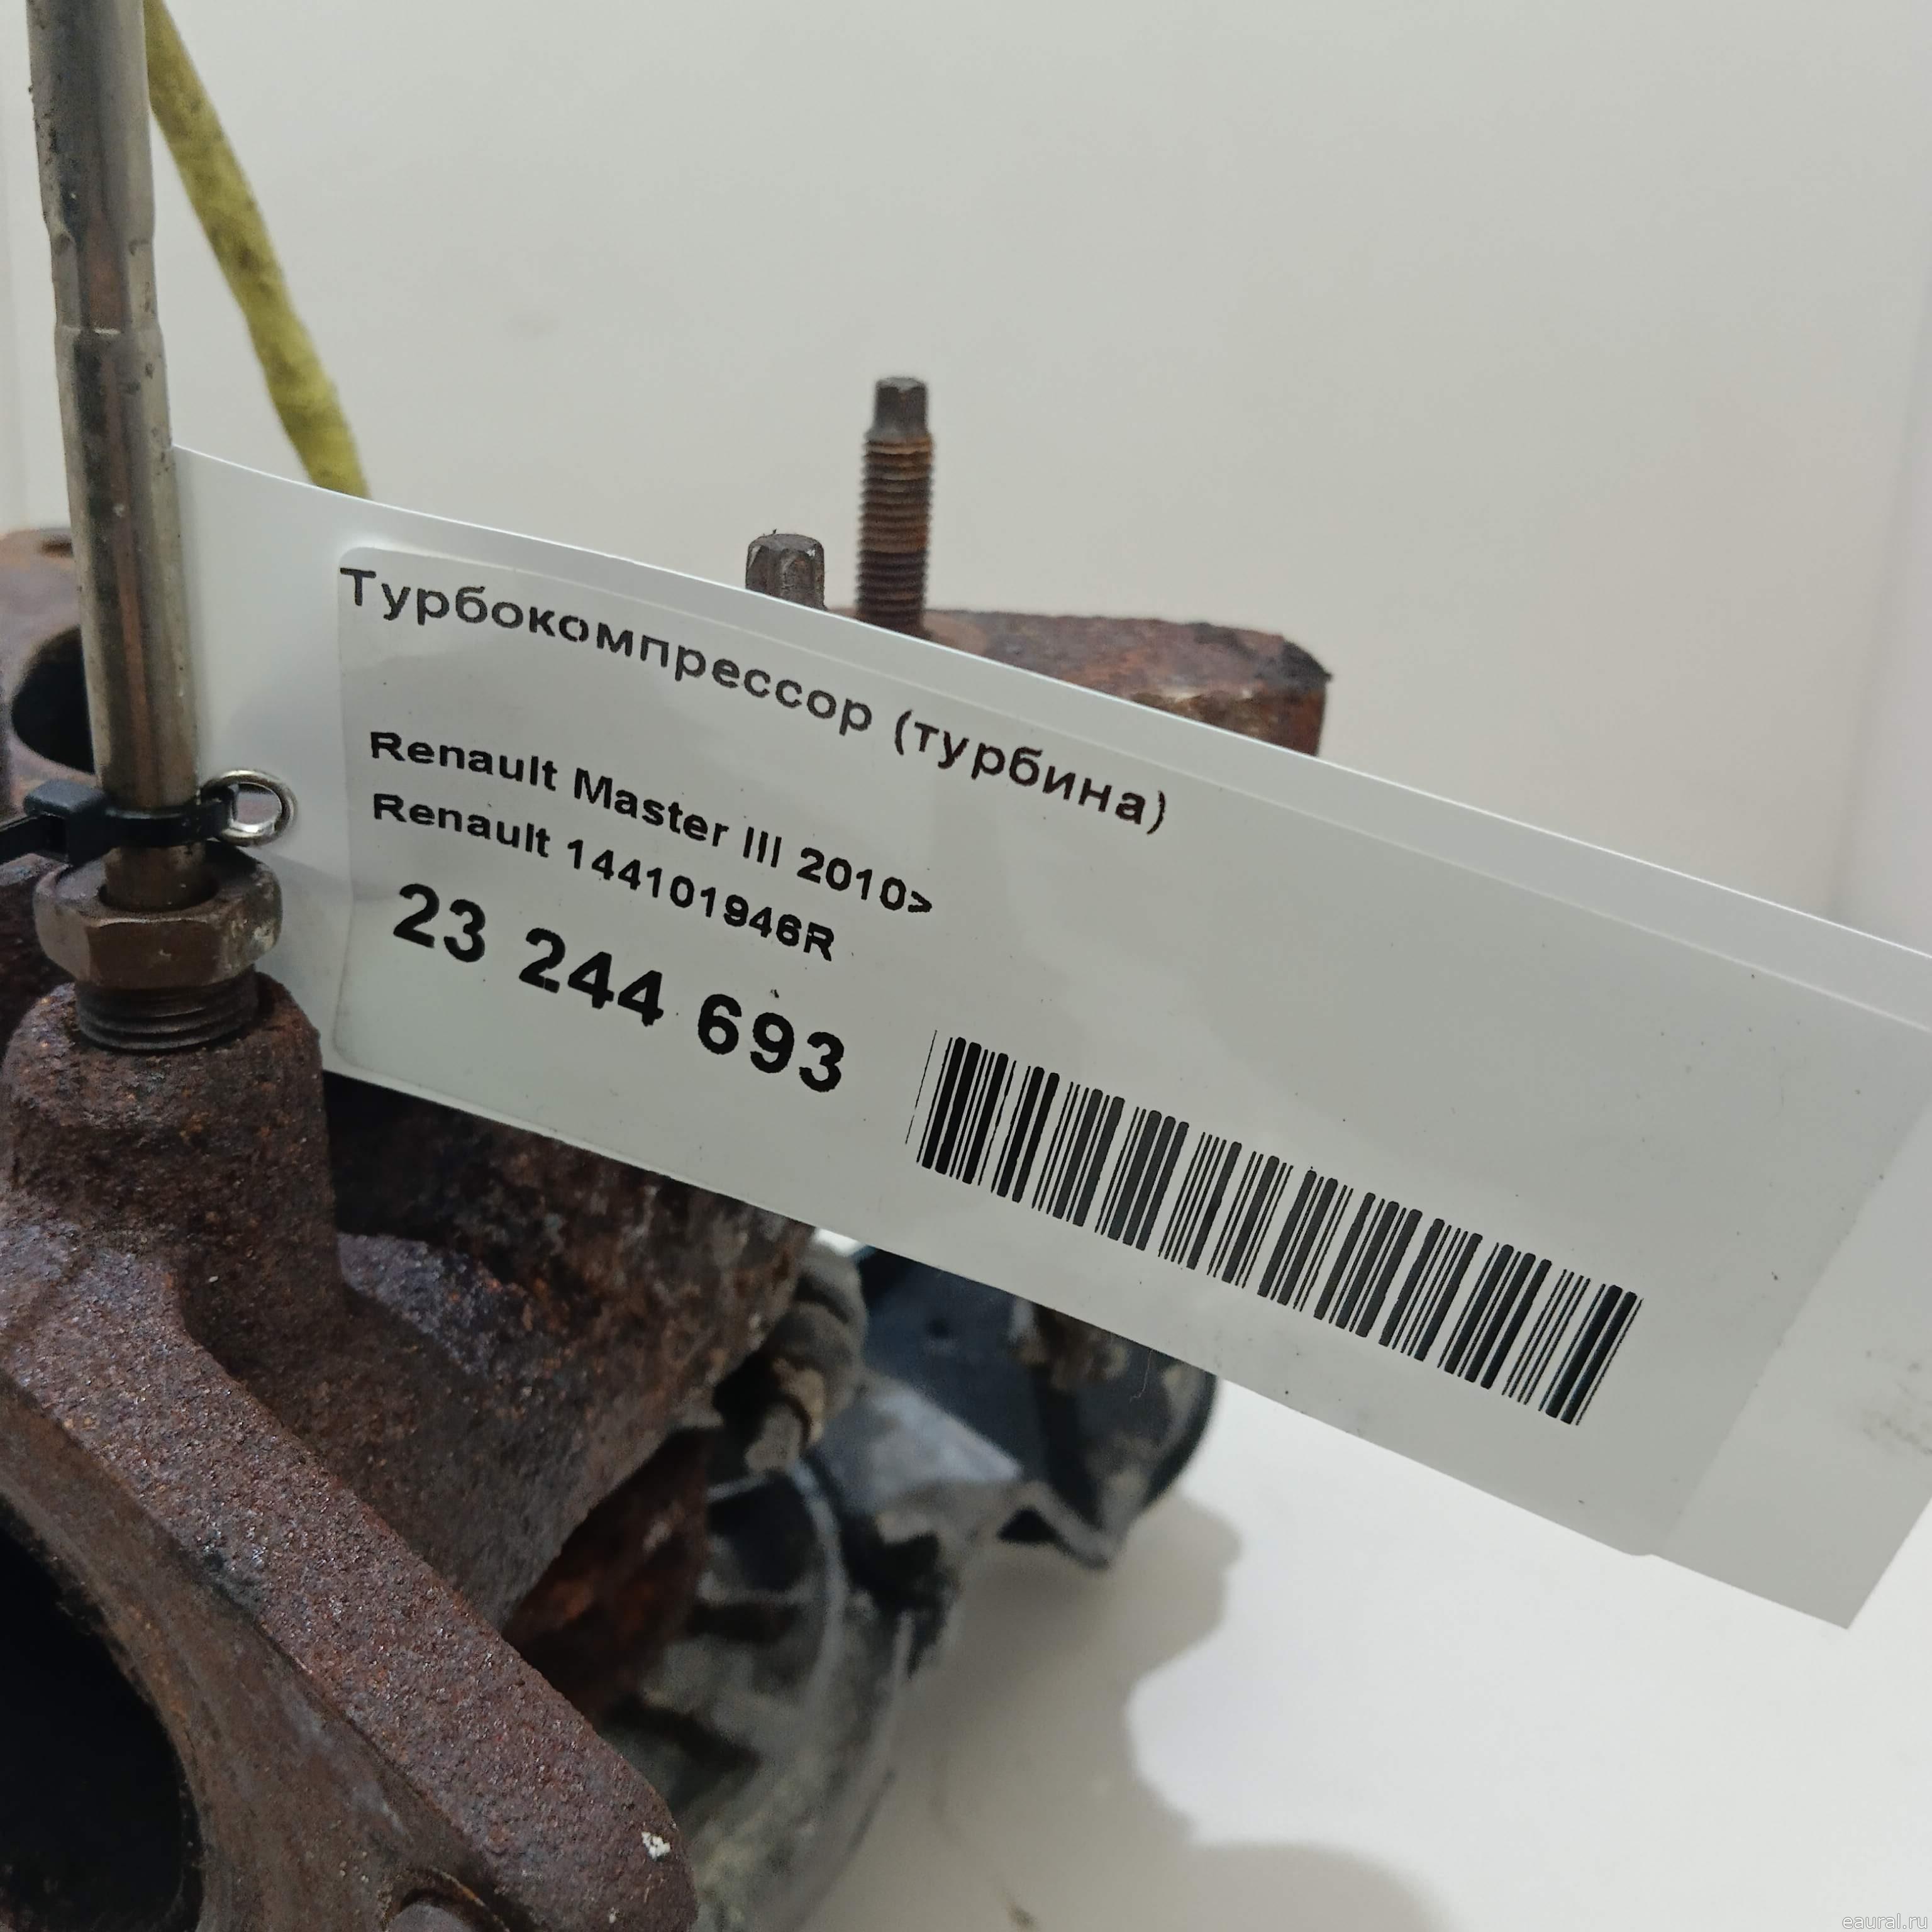 Турбокомпрессор (турбина)
Renault Master III 2010>
Renault 144101946R
23 244 693
eaural.ru